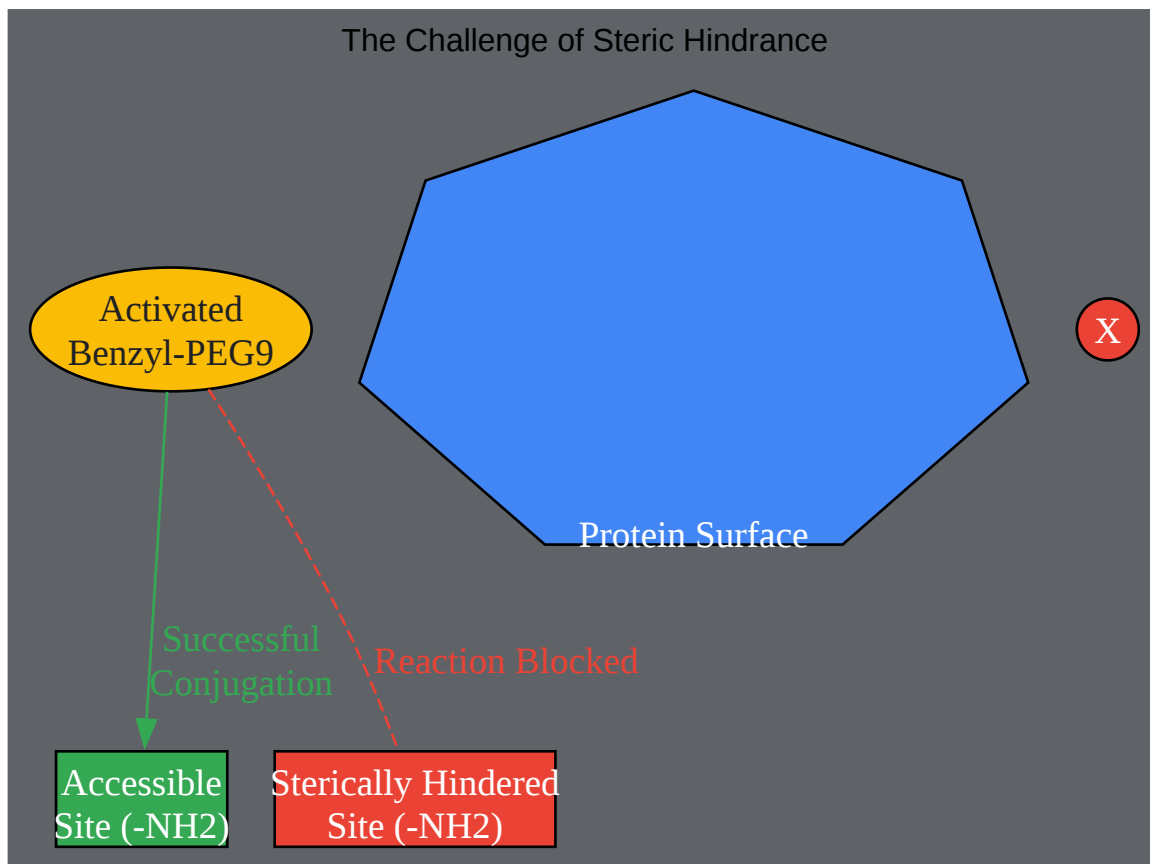 The Challenge of Steric Hindrance
Activated
Benzyl-PEG9
X
Protein Surface
Successful
Conjugation
Reaction Blocked
Accessible
Site (-NH2)
Sterically Hindered
Site (-NH2)